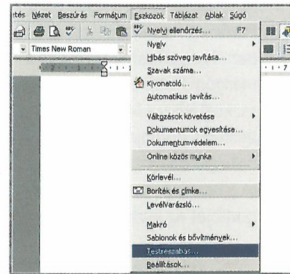 ntés Nézet Beszúrás Formátum Eszközök Táblázat Ablak Súgó
Nyelvi ellenőrzés... F7
Times New Roman
Nyelv
Hibás szöveg javítása...
Szavak száma...
Kivonatoló...
Automatikus javítás...
Változások követése
Dokumentumok egyesítése...
Dokumentumvédelem...
Online közös munka
Körlevél...
Boríték és címke...
LevélVarázsló...
Makró
Sablonok és bővítmények...
Testreszabás...
Beállítások...